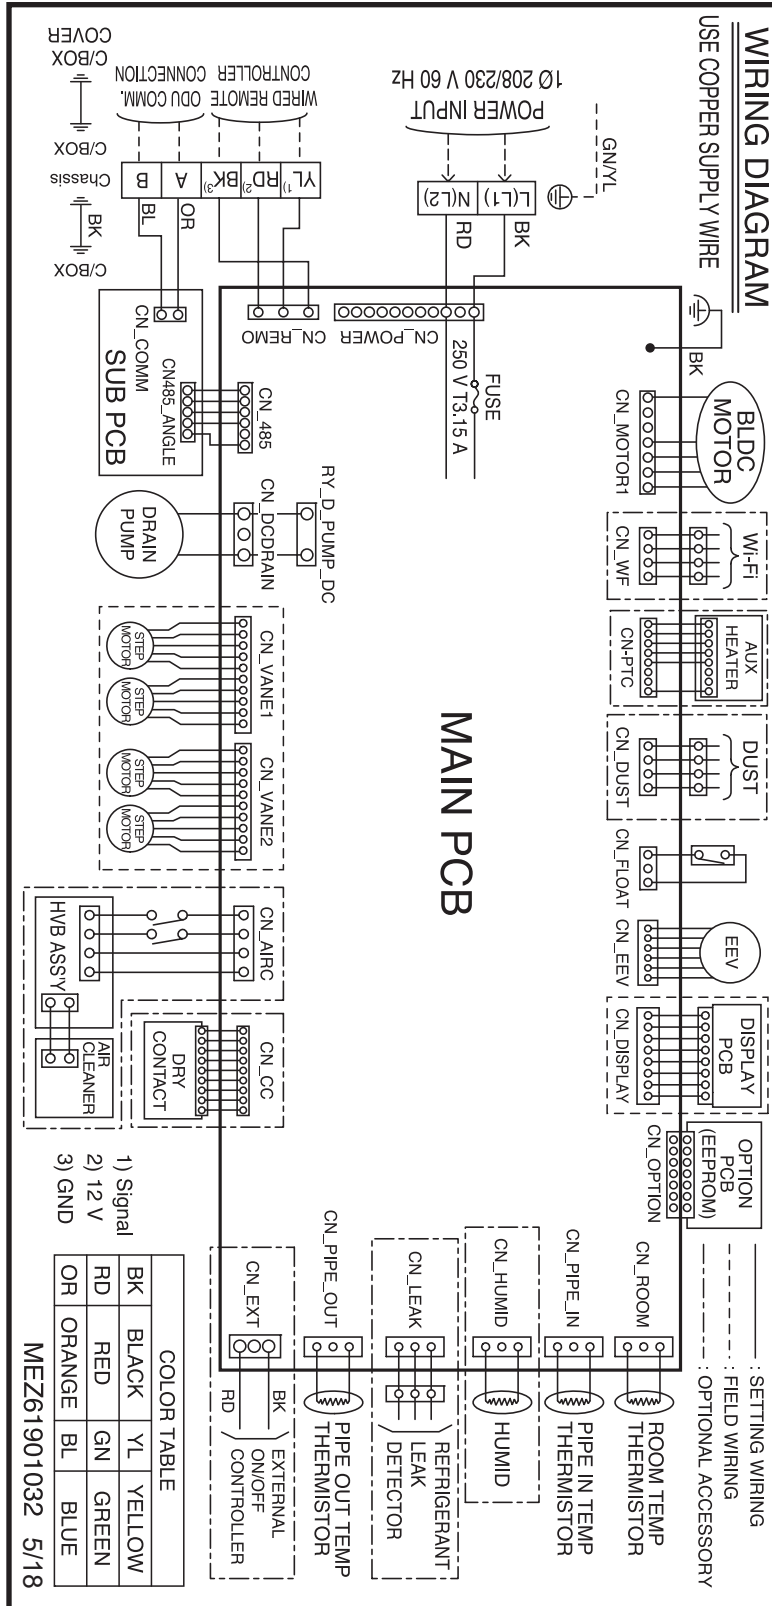 WIRING DIAGRAM
USE COPPER SUPPLY WIRE
GN/YL
POWER INPUT
1Ø 208/230 V 60 Hz
L(L1)
N(L2)
BK
RD
WIRED REMOTE
CONTROLLER
ODU COMM.
CONNECTION
YL 1)
RD 2)
BK 3)
A
B
OR
BL
C/BOX
COVER
C/BOX
Chassis
BK
C/BOX
BK
CN_POWER
CN_REMO
FUSE
250 V T3.15 A
CN_COMM
SUB PCB
CN485_ANGLE
CN_485
BLDC
MOTOR
CN_MOTOR1
Wi-Fi
CN_WF
AUX
HEATER
CN-PTC
DUST
CN_DUST
CN_FLOAT
EEV
CN_EEV
DISPLAY
PCB
CN_DISPLAY
OPTION
PCB
(EEPROM)
CN_OPTION
MAIN PCB
RY_D_PUMP_DC
CN_DCDRAIN
DRAIN
PUMP
CN_VANE1
STEP
MOTOR
STEP
MOTOR
CN_VANE2
STEP
MOTOR
STEP
MOTOR
CN_AIRC
HVB ASS'Y
AIR
CLEANER
CN_CC
DRY
CONTACT
: SETTING WIRING
: FIELD WIRING
: OPTIONAL ACCESSORY
CN_ROOM
ROOM TEMP
THERMISTOR
CN_PIPE_IN
PIPE IN TEMP
THERMISTOR
CN_HUMID
HUMID
CN_LEAK
REFRIGERANT
LEAK
DETECTOR
CN_PIPE_OUT
PIPE OUT TEMP
THERMISTOR
CN_EXT
BK
RD
EXTERNAL
ON/OFF
CONTROLLER
1) Signal
2) 12 V
3) GND
COLOR TABLE
BK BLACK YL YELLOW
RD RED GN GREEN
OR ORANGE BL BLUE
MEZ61901032 5/18